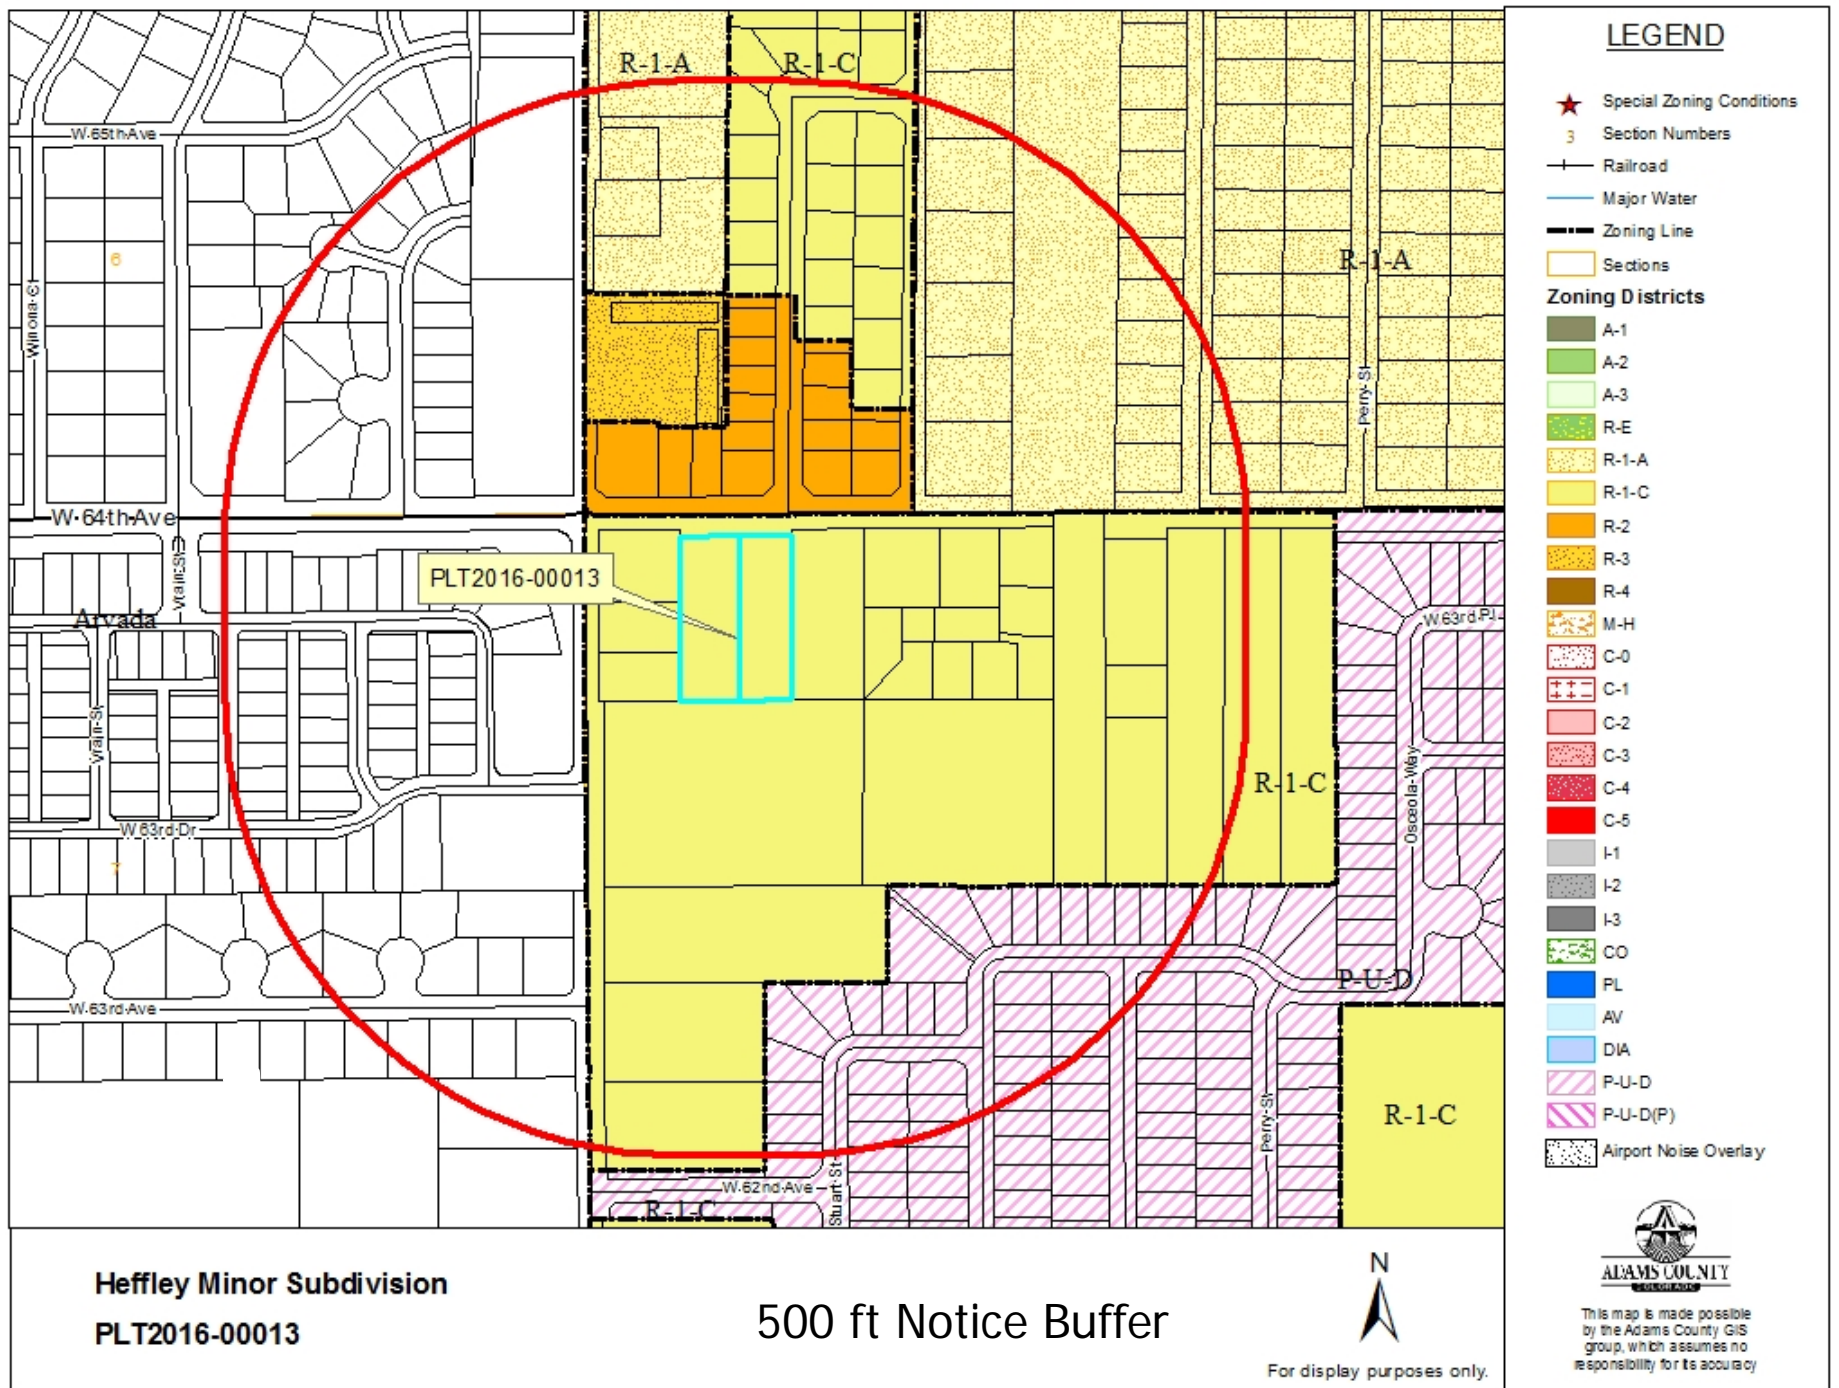 R-1-A
R-1-C
W 65th Ave
6
Winona Ct
R-1-A
Perry St
W 64th Ave
Vrain St
PLT2016-00013
Arvada
W 63rd Pl
Vrain St
R-1-C
Osceola Way
W 63rd Dr
7
P-U-D
W 63rd Ave
R-1-C
Perry St
W 62nd Ave
Stuart St
R-1-C
Heffley Minor Subdivision
PLT2016-00013
500 ft Notice Buffer
N
For display purposes only.
LEGEND
Special Zoning Conditions
3 Section Numbers
Railroad
Major Water
Zoning Line
Sections
Zoning Districts
A-1
A-2
A-3
R-E
R-1-A
R-1-C
R-2
R-3
R-4
M-H
C-0
C-1
C-2
C-3
C-4
C-5
I-1
I-2
I-3
CO
PL
AV
DIA
P-U-D
P-U-D(P)
Airport Noise Overlay
ADAMS COUNTY
COLORADO
This map is made possible
by the Adams County GIS
group, which assumes no
responsibility for its accuracy